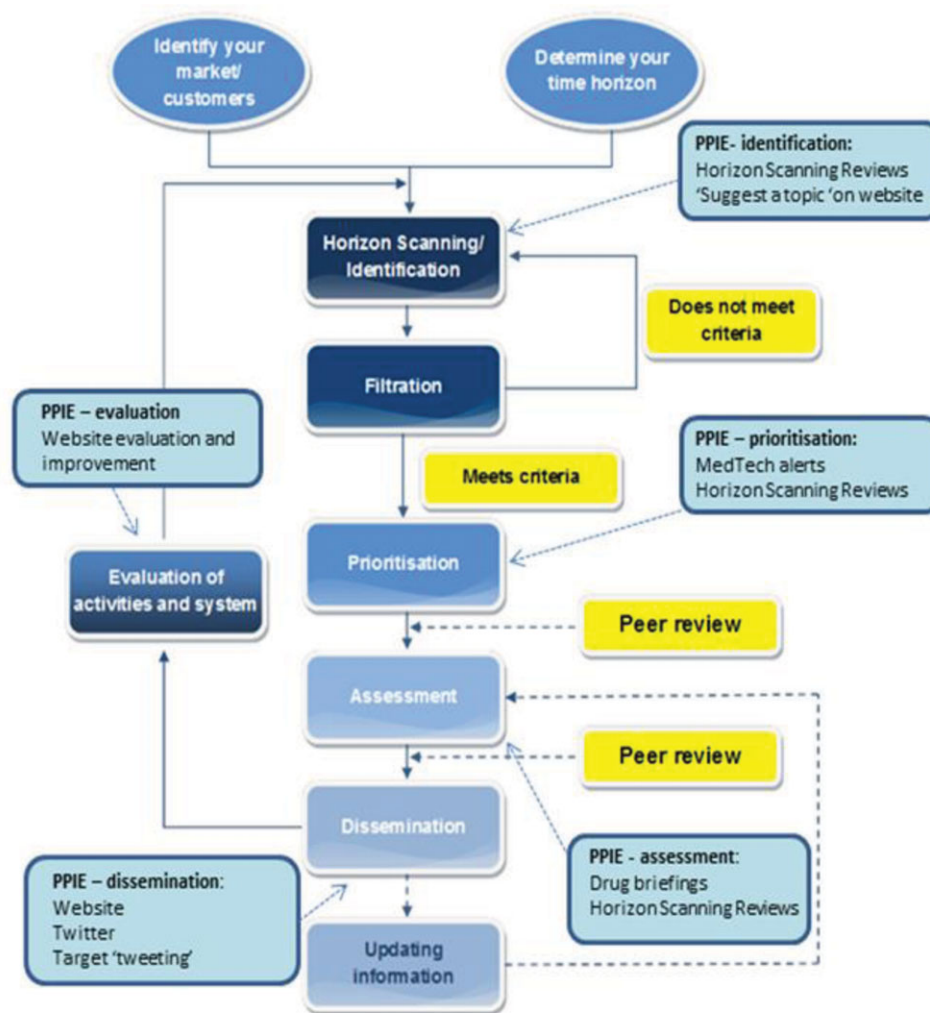 Identify your
market/
customers
Determine your
time horizon
PPIE- identification:
Horizon Scanning Reviews
‘Suggest a topic ‘on website
Horizon Scanning/
Identification
Does not meet
criteria
Filtration
PPIE – evaluation
Website evaluation and
improvement
PPIE – prioritisation:
MedTech alerts
Horizon Scanning Reviews
Meets criteria
Prioritisation
Evaluation of
activities and system
Peer review
Assessment
Peer review
Dissemination
PPIE - assessment:
Drug briefings
Horizon Scanning Reviews
PPIE – dissemination:
Website
Twitter
Target ‘tweeting’
Updating
information